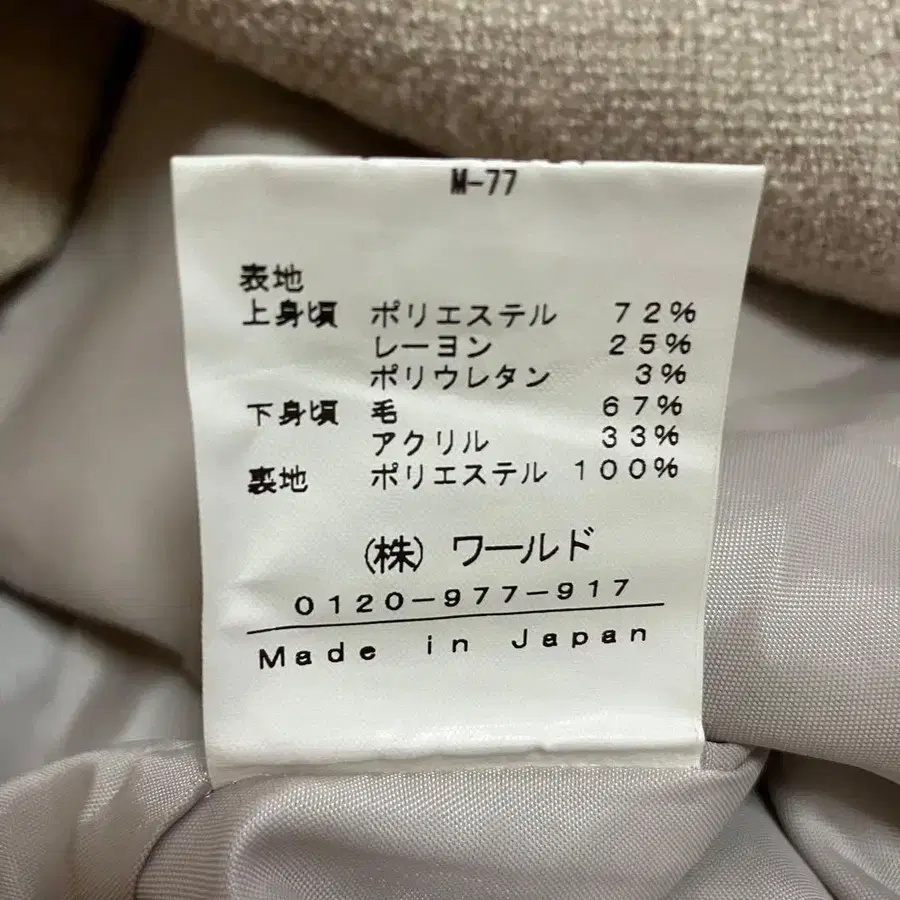 M-77
表地
上身頃 ポリエステル 72%
レーヨン 25%
ポリウレタン 3%
下身頃 毛 67%
アクリル 33%
裏地 ポリエステル 100%
(株) ワールド
0120-977-917
Made in Japan